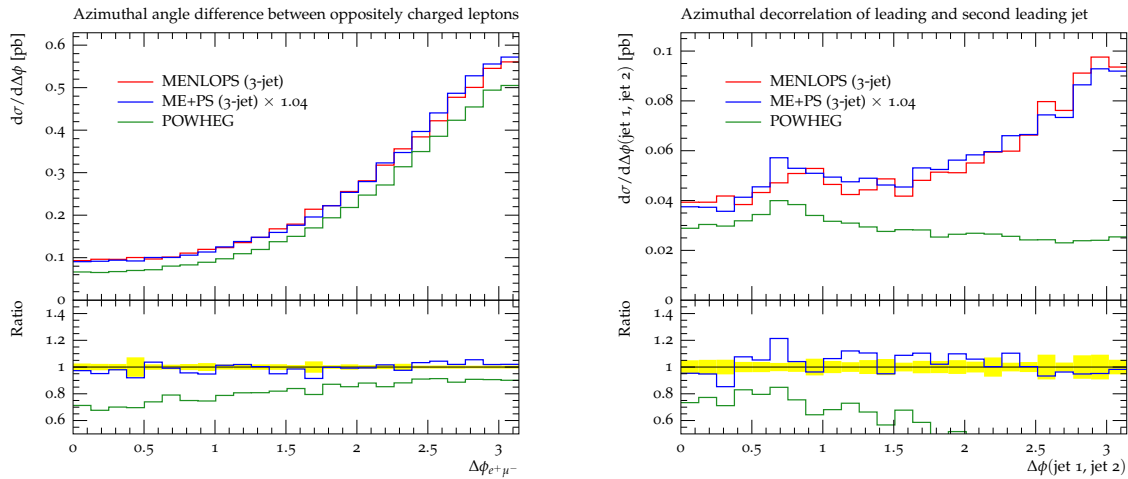 Azimuthal angle difference between oppositely charged leptons
dσ/dΔϕ [pb]
0.6
0.5
0.4
0.3
0.2
0.1
0
MENLOPS (3-jet)
ME+PS (3-jet) × 1.04
POWHEG
Ratio
1.4
1.2
1
0.8
0.6
0 0.5 1 1.5 2 2.5 3
Δϕe+μ−
Azimuthal decorrelation of leading and second leading jet
dσ/dΔϕ(jet 1, jet 2) [pb]
0.1
0.08
0.06
0.04
0.02
0
MENLOPS (3-jet)
ME+PS (3-jet) × 1.04
POWHEG
Ratio
1.4
1.2
1
0.8
0.6
0 0.5 1 1.5 2 2.5 3
Δϕ(jet 1, jet 2)